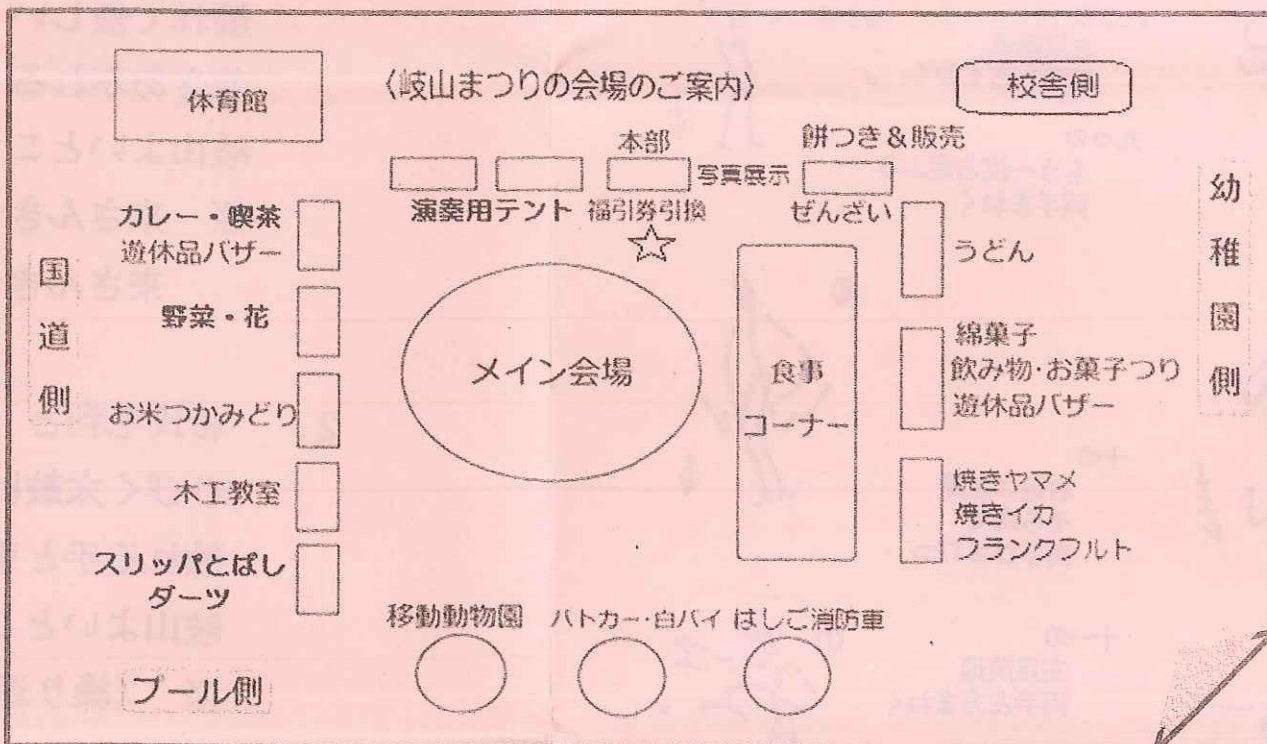 体育館
〈岐山まつりの会場のご案内〉
校舎側
本部
餅つき&販売
写真展示
演奏用テント
福引券引換
ぜんざい
幼稚園側
国道側
カレー・喫茶
遊休品バザー
野菜・花
お米つかみどり
木工教室
スリッパとばし
ダーツ
メイン会場
食事
コーナー
うどん
綿菓子
飲み物・お菓子つり
遊休品バザー
焼きヤマメ
焼きイカ
フランクフルト
移動動物園
パトカー・白バイ
はしご消防車
プール側